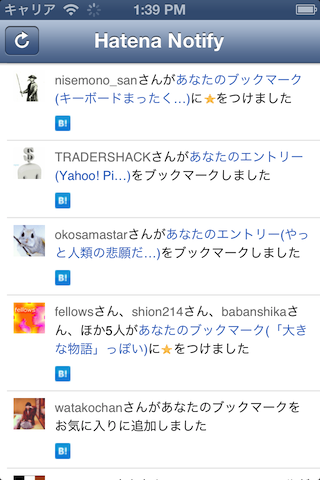 キャリア 1:39 PM
Hatena Notify
nisemono_sanさんがあなたのブックマーク
(キーボードまったく…)に★をつけました
B!
TRADERSHACKさんがあなたのエントリー
(Yahoo! Pi…)をブックマークしました
B!
okosamastarさんがあなたのエントリー(やっ
と人類の悲願だ…)をブックマークしました
B!
fellows
fellowsさん、shion214さん、babanshikaさ
ん、ほか5人があなたのブックマーク(「大き
な物語」っぽい)に★をつけました
B!
watakochanさんがあなたのブックマークを
お気に入りに追加しました
B!